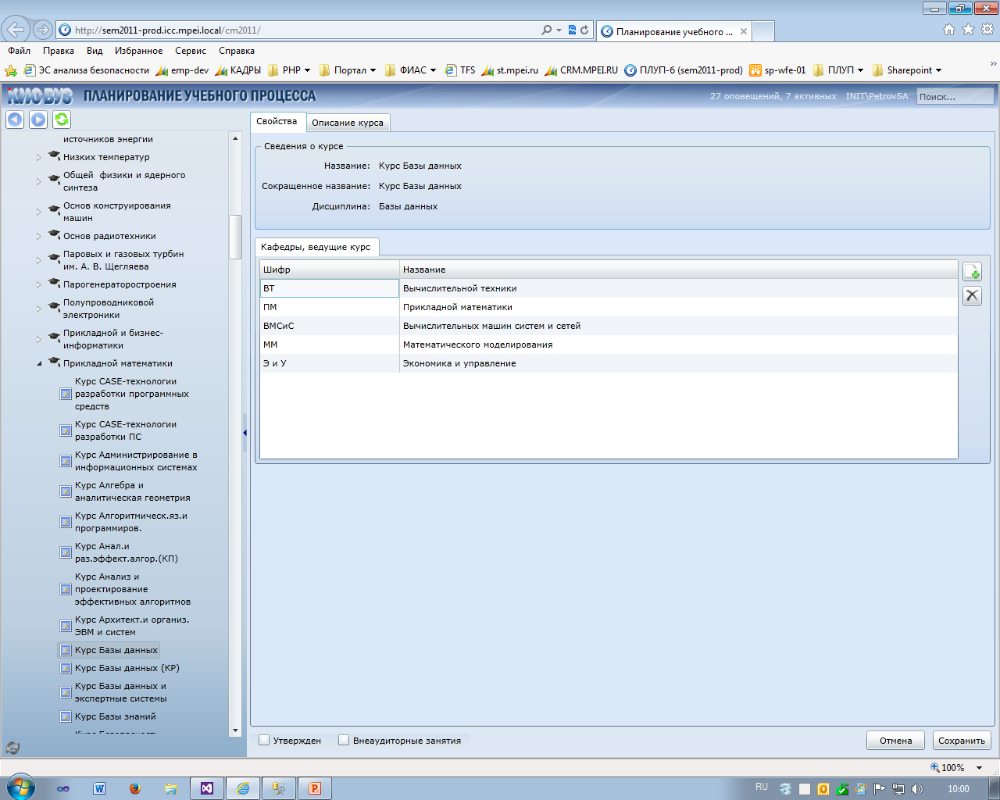 http://sem2011-prod.icc.mpei.local/cm2011/
Планирование учебного ...
Файл Правка Вид Избранное Сервис Справка
ЭС анализа безопасности emp-dev КАДРЫ PHP Портал ФИАС TFS st.mpei.ru CRM.MPEI.RU ПЛУП-6 (sem2011-prod) sp-wfe-01 ПЛУП Sharepoint
КИС ВУЗ ПЛАНИРОВАНИЕ УЧЕБНОГО ПРОЦЕССА
27 оповещений, 7 активных INIT\PetrovSA Поиск...
источников энергии
Низких температур
Общей физики и ядерного
синтеза
Основ конструирования
машин
Основ радиотехники
Паровых и газовых турбин
им. А. В. Щегляева
Парогенераторостроения
Полупроводниковой
электроники
Прикладной и бизнес-
информатики
Прикладной математики
Курс CASE-технологии
разработки программных
средств
Курс CASE-технологии
разработки ПС
Курс Администрирование в
информационных системах
Курс Алгебра и
аналитическая геометрия
Курс Алгоритмическ.яз.и
программиров.
Курс Анал.и
раз.эффект.алгор.(КП)
Курс Анализ и
проектирование
эффективных алгоритмов
Курс Архитект.и организ.
ЭВМ и систем
Курс Базы данных
Курс Базы данных (КР)
Курс Базы данных и
экспертные системы
Курс Базы знаний
Свойства Описание курса
Сведения о курсе
Название: Курс Базы данных
Сокращенное название: Курс Базы данных
Дисциплина: Базы данных
Кафедры, ведущие курс
Шифр Название
ВТ Вычислительной техники
ПМ Прикладной математики
ВМСиС Вычислительных машин систем и сетей
ММ Математического моделирования
Э и У Экономика и управление
Утвержден Внеаудиторные занятия Отмена Сохранить
100%
RU 10:00